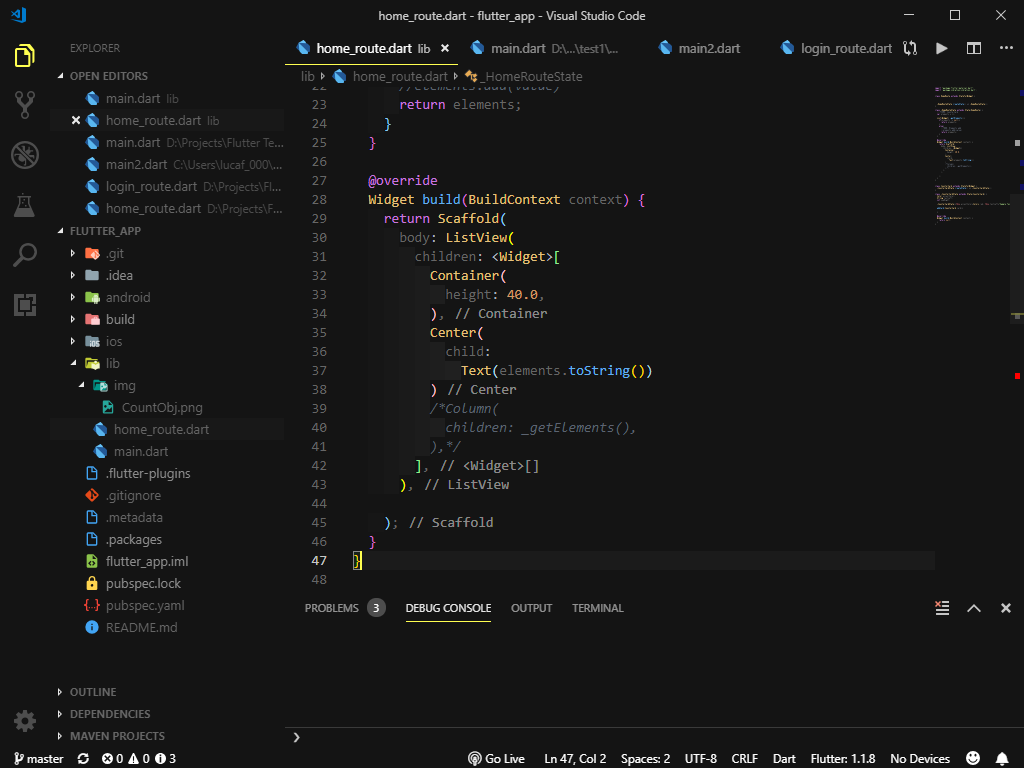 home_route.dart - flutter_app - Visual Studio Code
EXPLORER
OPEN EDITORS
main.dart lib
home_route.dart lib
main.dart D:\Projects\Flutter Te...
main2.dart C:\Users\lucaf_000\...
login_route.dart D:\Projects\Fl...
home_route.dart D:\Projects\F...
FLUTTER_APP
.git
.idea
android
build
ios
lib
img
CountObj.png
home_route.dart
main.dart
.flutter-plugins
.gitignore
.metadata
.packages
flutter_app.iml
pubspec.lock
pubspec.yaml
README.md
OUTLINE
DEPENDENCIES
MAVEN PROJECTS
home_route.dart lib
main.dart D:\...\test1\...
main2.dart
login_route.dart
lib home_route.dart _HomeRouteState
22 //elements.add(value)
23 return elements;
24 }
25 }
26
27 @override
28 Widget build(BuildContext context) {
29 return Scaffold(
30 body: ListView(
31 children: <Widget>[
32 Container(
33 height: 40.0,
34 ), // Container
35 Center(
36 child:
37 Text(elements.toString())
38 ) // Center
39 /*Column(
40 children: _getElements(),
41 ),*/
42 ], // <Widget>[]
43 ), // ListView
44
45 ); // Scaffold
46 }
47 }
48
PROBLEMS 3 DEBUG CONSOLE OUTPUT TERMINAL
master 0 0 3 Go Live Ln 47, Col 2 Spaces: 2 UTF-8 CRLF Dart Flutter: 1.1.8 No Devices